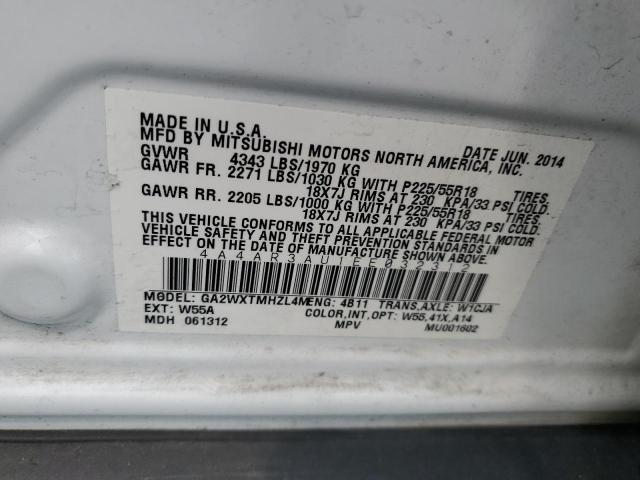 MADE IN U.S.A.
MFD BY MITSUBISHI MOTORS NORTH AMERICA, INC.
DATE JUN. 2014
GVWR 4343 LBS/1970 KG
GAWR FR. 2271 LBS/1030 KG WITH P225/55R18 TIRES.
18X7J RIMS AT 230 KPA/33 PSI COLD.
GAWR RR. 2205 LBS/1000 KG WITH P225/55R18 TIRES.
18X7J RIMS AT 230 KPA/33 PSI COLD.
THIS VEHICLE CONFORMS TO ALL APPLICABLE FEDERAL MOTOR
VEHICLE SAFETY AND THEFT PREVENTION STANDARDS IN
EFFECT ON THE DATE OF MANUFACTURE SHOWN ABOVE.
4A4AR3AU1EE032312
MODEL: GA2WXTMHZL4M ENG: 4B11 TRANS,AXLE: W1CJA
EXT: W55A COLOR,INT,OPT: W55,41X,A14
MDH 061312 MPV MU001602